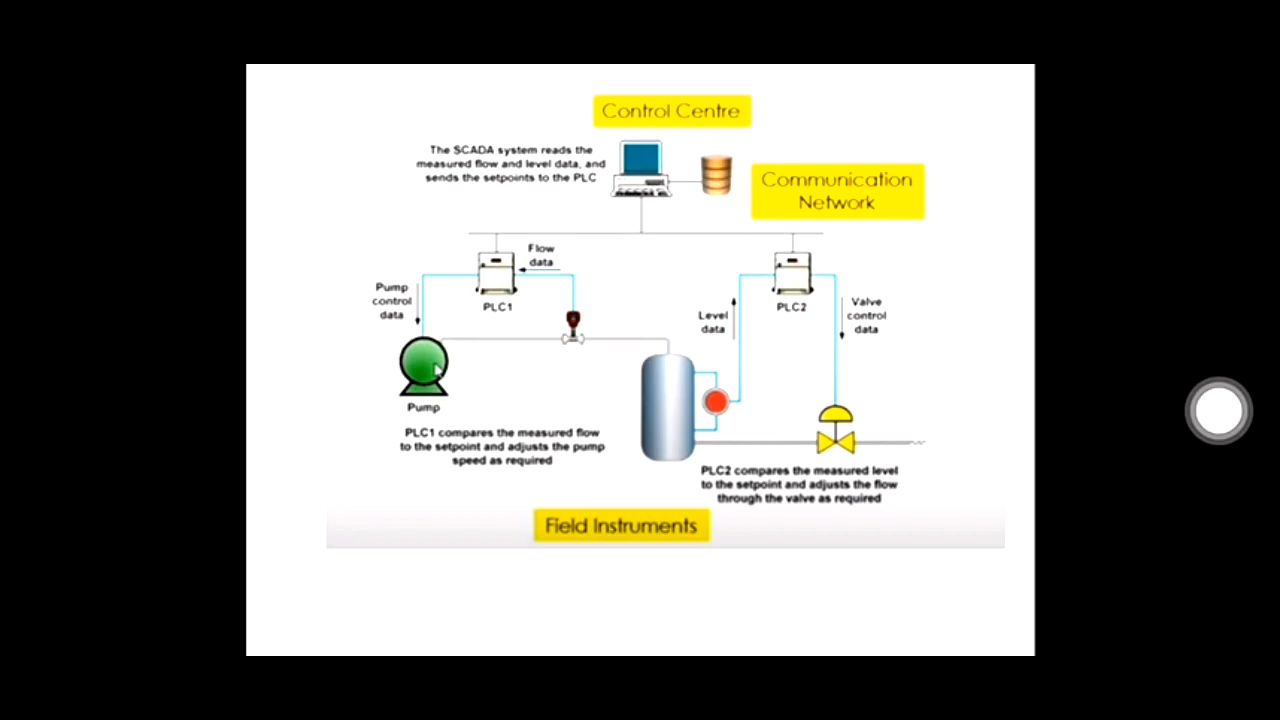 Control Centre
The SCADA system reads the
measured flow and level data, and
sends the setpoints to the PLC
Communication
Network
Flow
data
Pump
control
data
PLC1
Level
data
PLC2
Valve
control
data
Pump
PLC1 compares the measured flow
to the setpoint and adjusts the pump
speed as required
PLC2 compares the measured level
to the setpoint and adjusts the flow
through the valve as required
Field Instruments